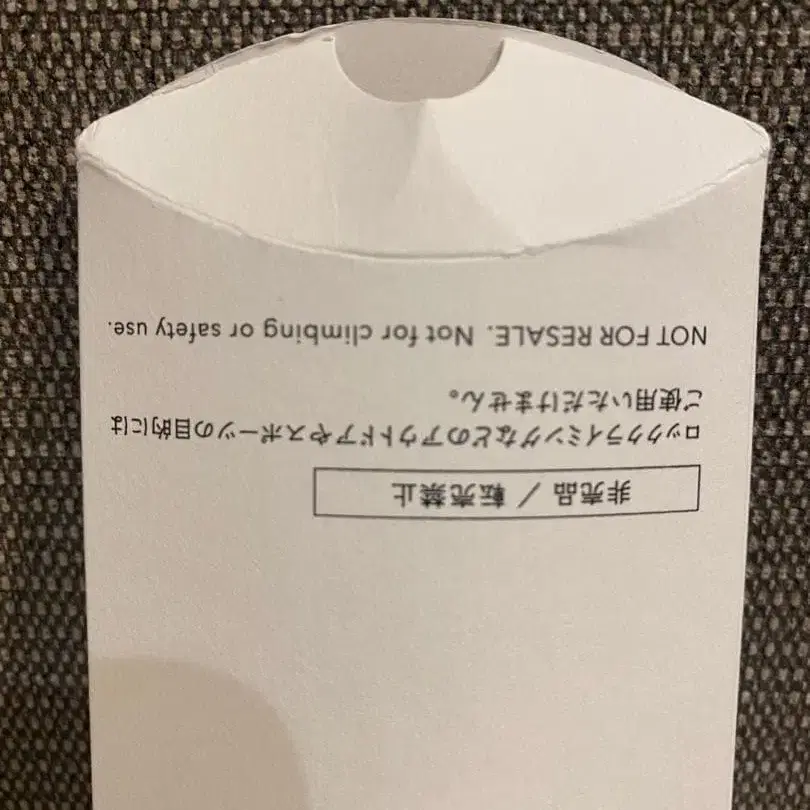 非売品 / 転売禁止
ロッククライミングなどのアウトドアやスポーツの目的には
ご使用いただけません。
NOT FOR RESALE. Not for climbing or safety use.